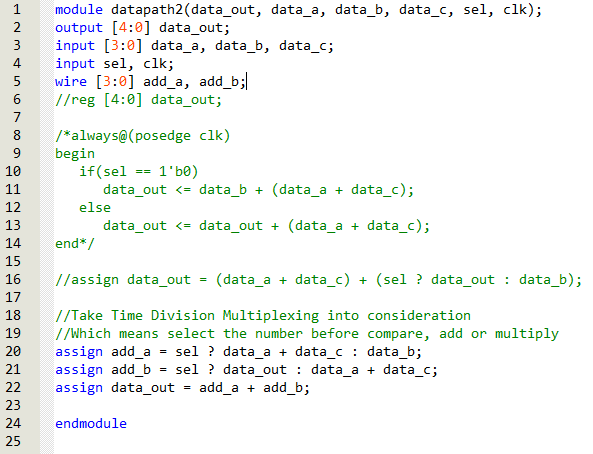 1 module datapath2(data_out, data_a, data_b, data_c, sel, clk);
2 output [4:0] data_out;
3 input [3:0] data_a, data_b, data_c;
4 input sel, clk;
5 wire [3:0] add_a, add_b;
6 //reg [4:0] data_out;
7
8 /*always@(posedge clk)
9 begin
10    if(sel == 1'b0)
11       data_out <= data_b + (data_a + data_c);
12    else
13       data_out <= data_out + (data_a + data_c);
14 end*/
15
16 //assign data_out = (data_a + data_c) + (sel ? data_out : data_b);
17
18 //Take Time Division Multiplexing into consideration
19 //Which means select the number before compare, add or multiply
20 assign add_a = sel ? data_a + data_c : data_b;
21 assign add_b = sel ? data_out : data_a + data_c;
22 assign data_out = add_a + add_b;
23
24 endmodule
25